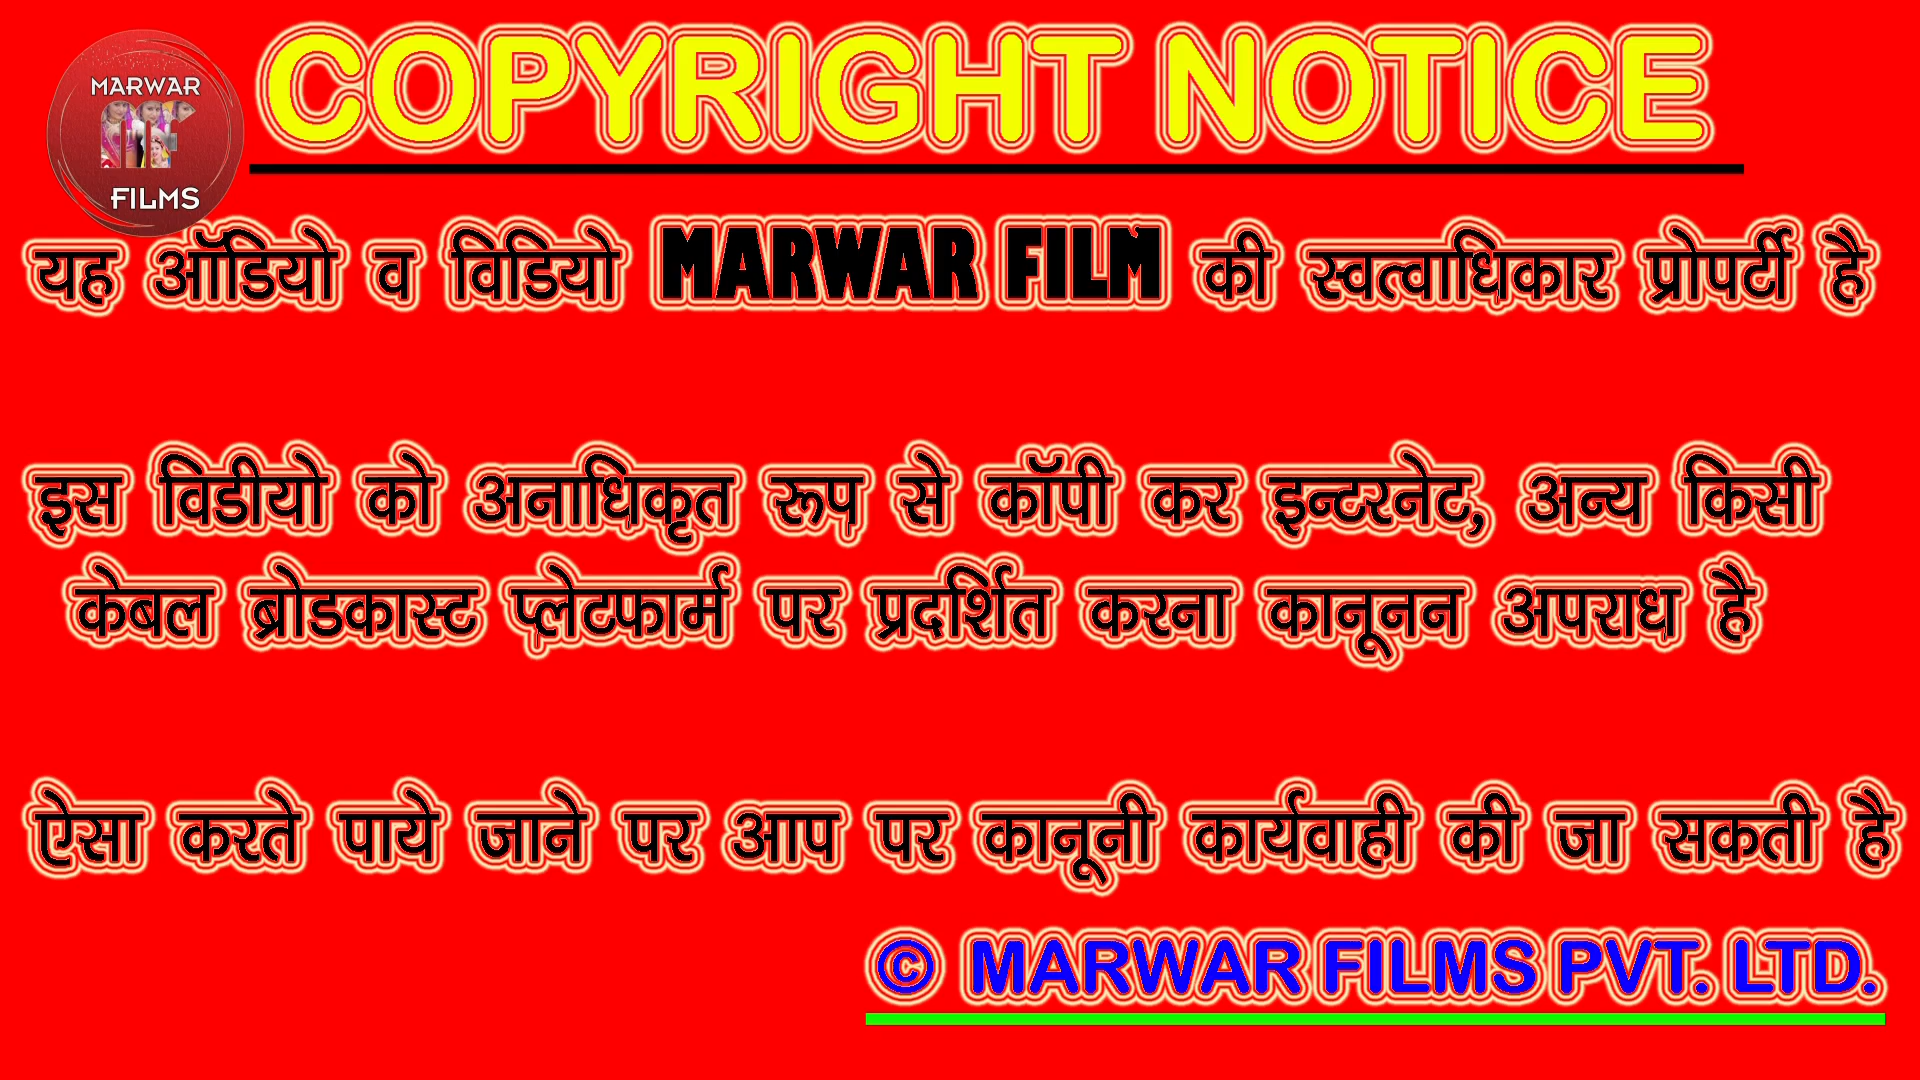 COPYRIGHT NOTICE
MARWAR
MF
FILMS
यह ऑडियो व विडियो MARWAR FILM की स्वत्वाधिकार प्रोपर्टी है
इस विडीयो को अनाधिकृत रूप से कॉपी कर इन्टरनेट, अन्य किसी
केबल ब्रोडकास्ट प्लेटफार्म पर प्रदर्शित करना कानूनन अपराध है
ऐसा करते पाये जाने पर आप पर कानूनी कार्यवाही की जा सकती है
© MARWAR FILMS PVT. LTD.